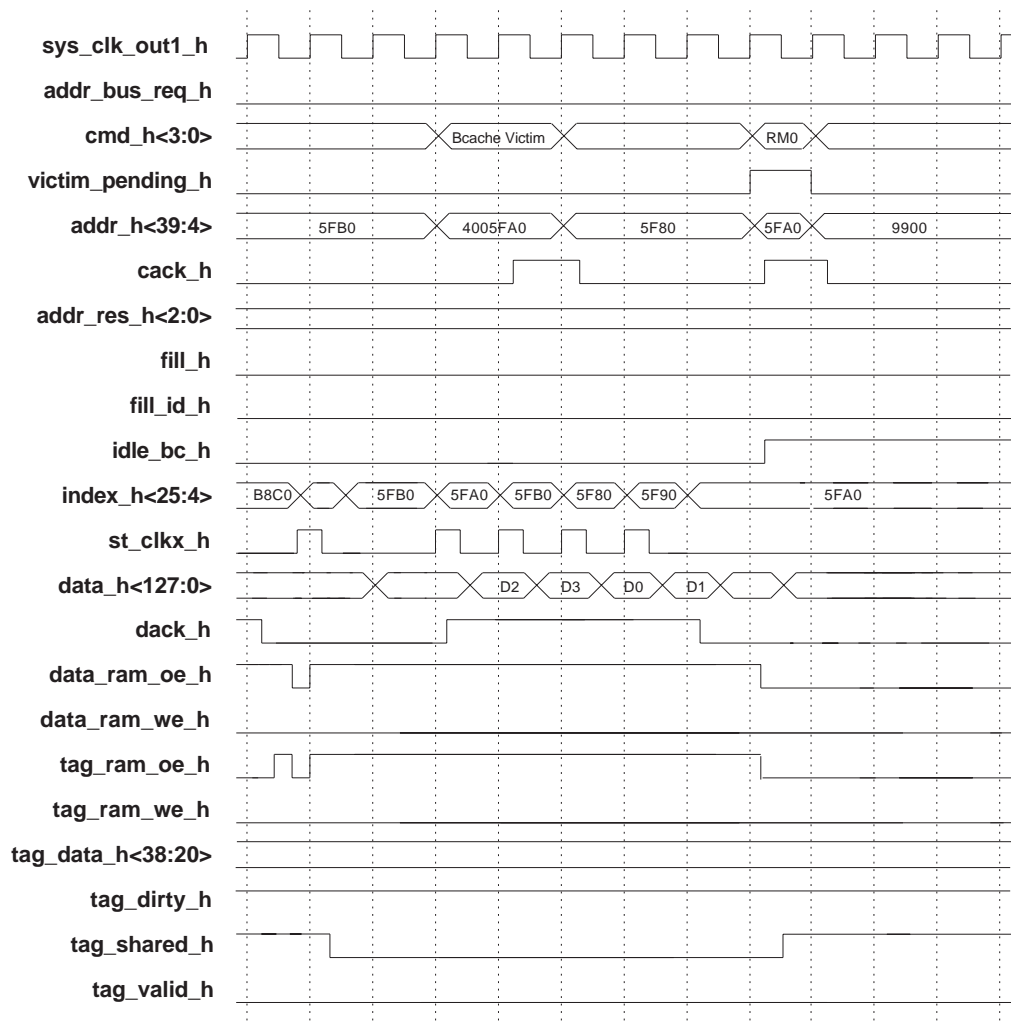 sys_clk_out1_h
addr_bus_req_h
cmd_h<3:0> Bcache Victim RM0
victim_pending_h
addr_h<39:4> 5FB0 4005FA0 5F80 5FA0 9900
cack_h
addr_res_h<2:0>
fill_h
fill_id_h
idle_bc_h
index_h<25:4> B8C0 5FB0 5FA0 5FB0 5F80 5F90 5FA0
st_clkx_h
data_h<127:0> D2 D3 D0 D1
dack_h
data_ram_oe_h
data_ram_we_h
tag_ram_oe_h
tag_ram_we_h
tag_data_h<38:20>
tag_dirty_h
tag_shared_h
tag_valid_h